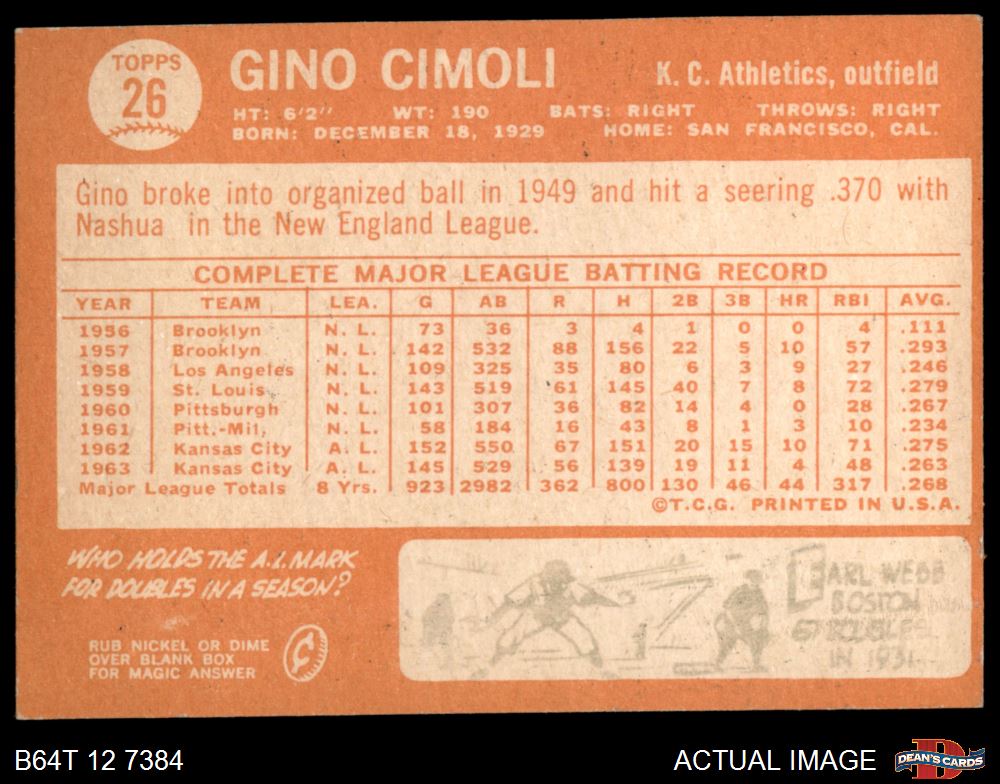 TOPPS
26
GINO CIMOLI
K. C. Athletics, outfield
HT: 6'2" WT: 190 BATS: RIGHT THROWS: RIGHT
BORN: DECEMBER 18, 1929 HOME: SAN FRANCISCO, CAL.
Gino broke into organized ball in 1949 and hit a seering .370 with
Nashua in the New England League.
COMPLETE MAJOR LEAGUE BATTING RECORD
YEAR TEAM LEA. G AB R H 2B 3B HR RBI AVG.
1956 Brooklyn N. L. 73 36 3 4 1 0 0 4 .111
1957 Brooklyn N. L. 142 532 88 156 22 5 10 57 .293
1958 Los Angeles N. L. 109 325 35 80 6 3 9 27 .246
1959 St. Louis N. L. 143 519 61 145 40 7 8 72 .279
1960 Pittsburgh N. L. 101 307 36 82 14 4 0 28 .267
1961 Pitt.-Mil, N. L. 58 184 16 43 8 1 3 10 .234
1962 Kansas City A. L. 152 550 67 151 20 15 10 71 .275
1963 Kansas City A. L. 145 529 56 139 19 11 4 48 .263
Major League Totals 8 Yrs. 923 2982 362 800 130 46 44 317 .268
©T.C.G. PRINTED IN U.S.A.
WHO HOLDS THE A.L. MARK
FOR DOUBLES IN A SEASON?
RUB NICKEL OR DIME
OVER BLANK BOX
FOR MAGIC ANSWER
EARL WEBB
BOSTON
IN 1931
B64T 12 7384
ACTUAL IMAGE
DEAN'S CARDS